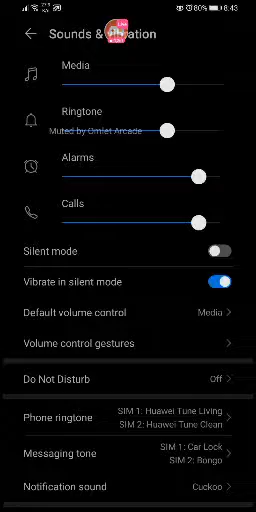 80% 8:43
Sounds & vibration
Live
Media
Ringtone
Muted by Omlet Arcade
Alarms
Calls
Silent mode
Vibrate in silent mode
Default volume control Media
Volume control gestures
Do Not Disturb Off
Phone ringtone SIM 1: Huawei Tune Living
SIM 2: Huawei Tune Clean
Messaging tone SIM 1: Car Lock
SIM 2: Bongo
Notification sound Cuckoo